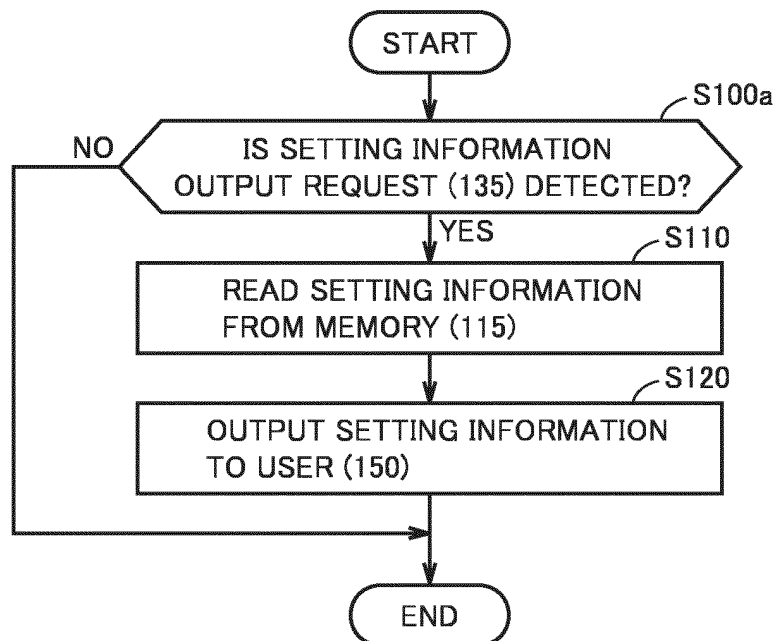 START
S100a
NO
IS SETTING INFORMATION
OUTPUT REQUEST (135) DETECTED?
YES
S110
READ SETTING INFORMATION
FROM MEMORY (115)
S120
OUTPUT SETTING INFORMATION
TO USER (150)
END